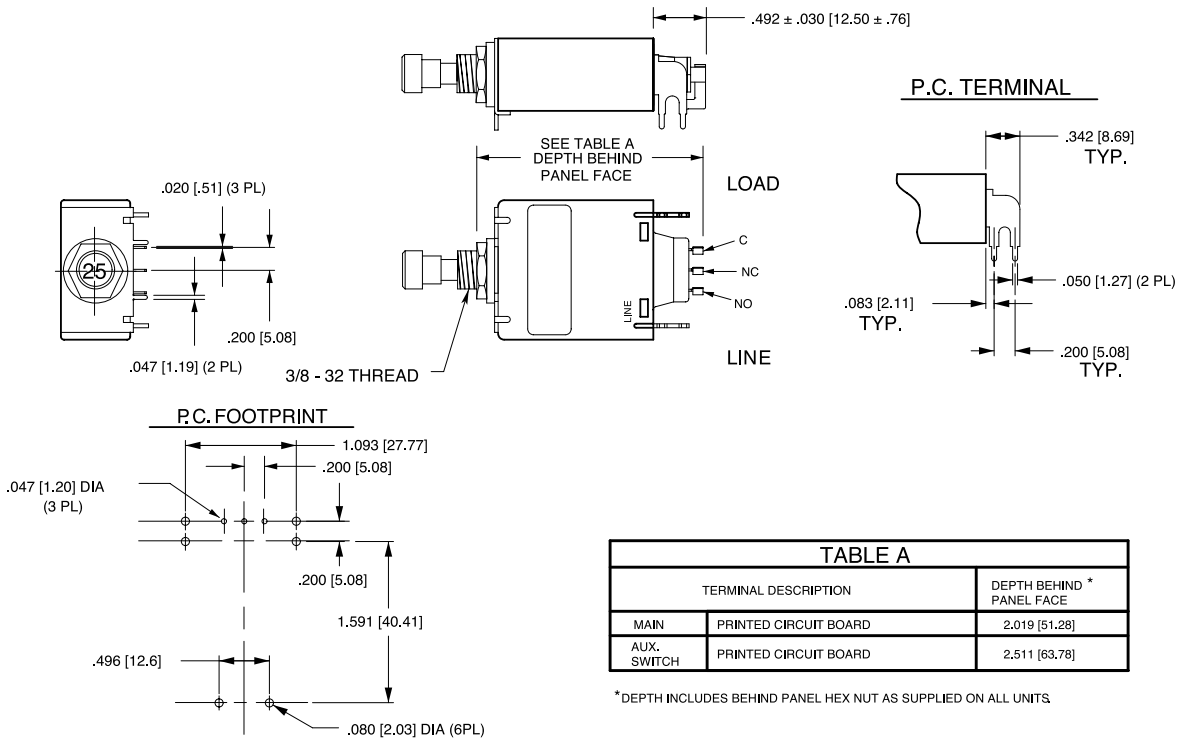 .492 ± .030 [12.50 ± .76]
P.C. TERMINAL
.342 [8.69]
TYP.
SEE TABLE A
DEPTH BEHIND
PANEL FACE
LOAD
.020 [.51] (3 PL)
C
25
NC
.050 [1.27] (2 PL)
.083 [2.11]
TYP.
NO
LINE
.200 [5.08]
.200 [5.08]
TYP.
LINE
.047 [1.19] (2 PL)
3/8 - 32 THREAD
P.C. FOOTPRINT
1.093 [27.77]
.200 [5.08]
.047 [1.20] DIA
(3 PL)
.200 [5.08]
1.591 [40.41]
.496 [12.6]
.080 [2.03] DIA (6PL)
TABLE A
TERMINAL DESCRIPTION
DEPTH BEHIND *
PANEL FACE
MAIN PRINTED CIRCUIT BOARD 2.019 [51.28]
AUX.
SWITCH PRINTED CIRCUIT BOARD 2.511 [63.78]
*DEPTH INCLUDES BEHIND PANEL HEX NUT AS SUPPLIED ON ALL UNITS.